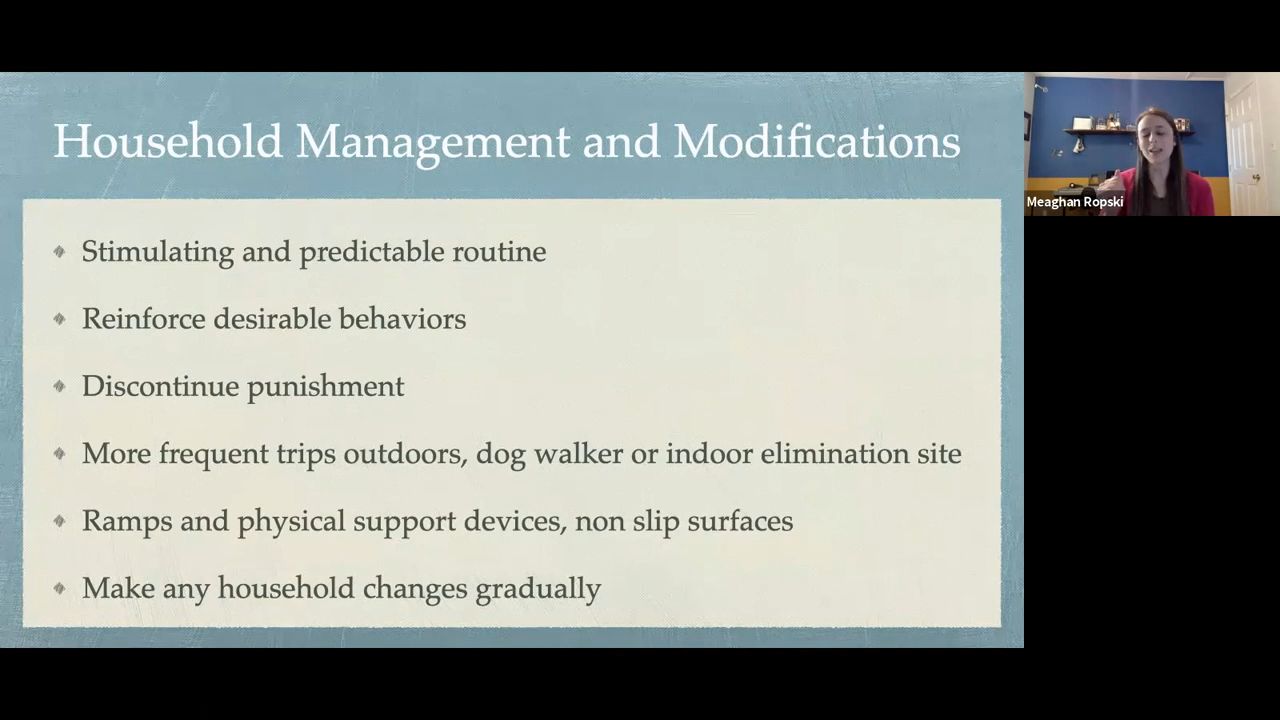 Household Management and Modifications
Stimulating and predictable routine
Reinforce desirable behaviors
Discontinue punishment
More frequent trips outdoors, dog walker or indoor elimination site
Ramps and physical support devices, non slip surfaces
Make any household changes gradually
Meaghan Ropski